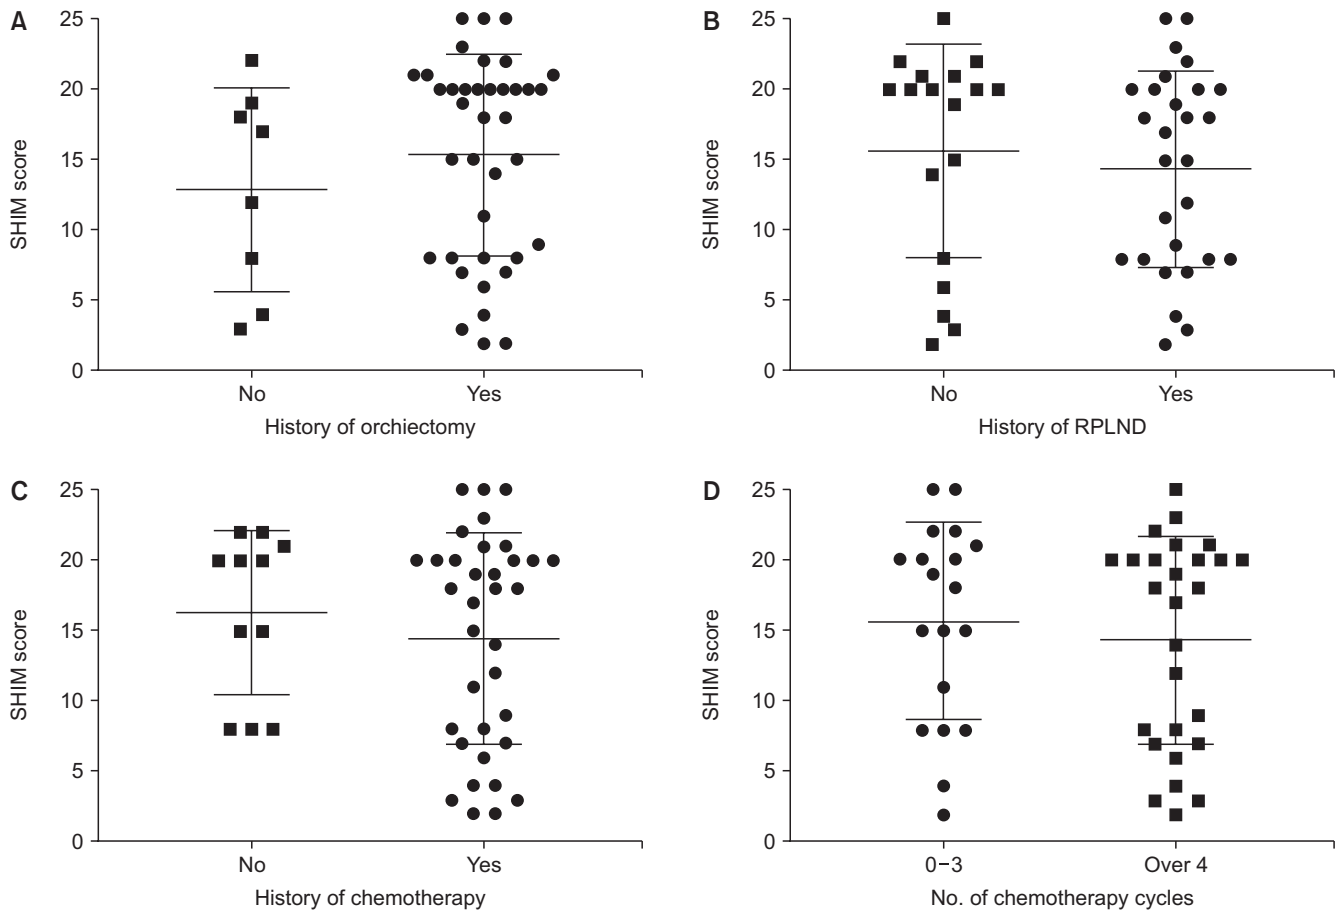 A
25
20
15
10
5
0
SHIM score
No
Yes
History of orchiectomy
B
25
20
15
10
5
0
SHIM score
No
Yes
History of RPLND
C
25
20
15
10
5
0
SHIM score
No
Yes
History of chemotherapy
D
25
20
15
10
5
0
SHIM score
0−3
Over 4
No. of chemotherapy cycles